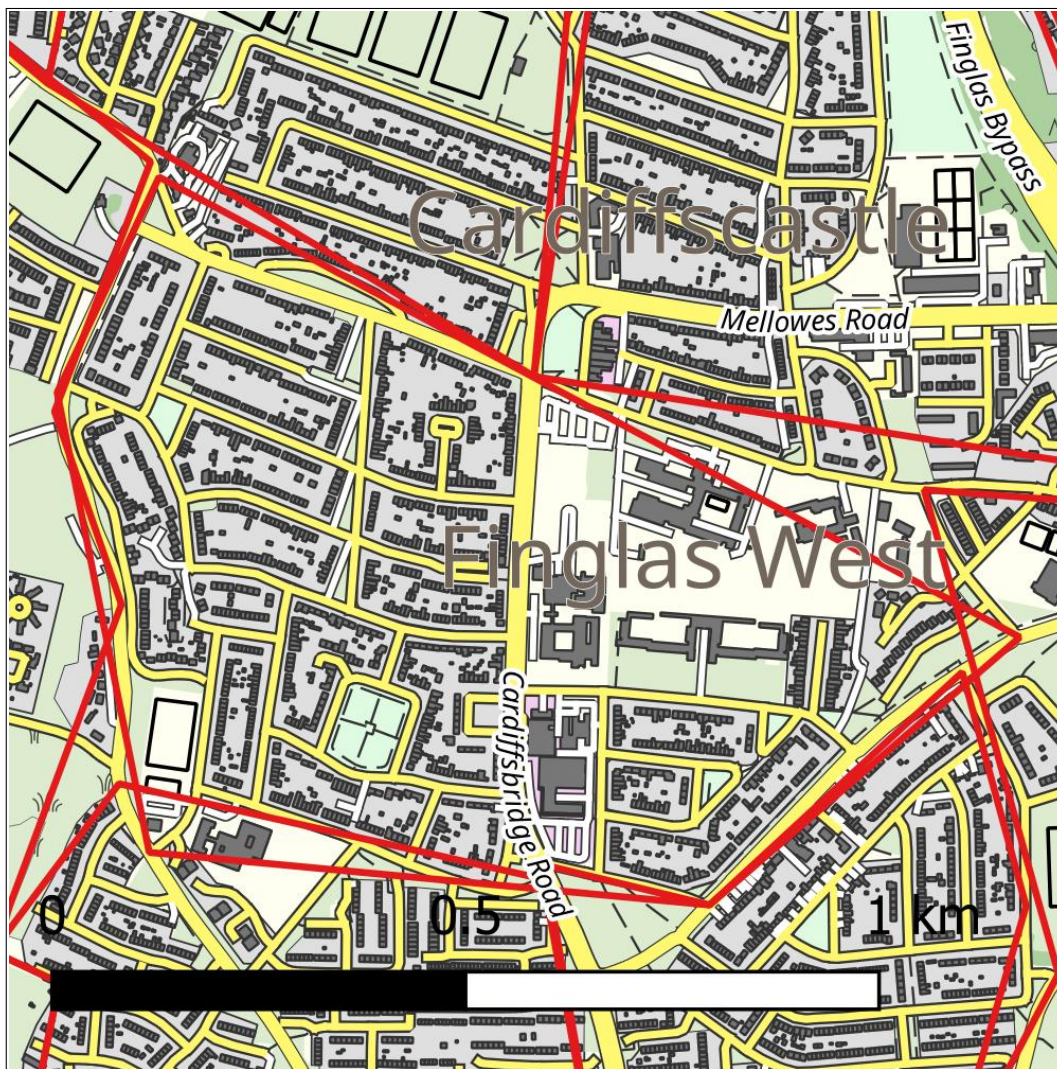 Finglas Bypass
Cardiffscastle
Mellowes Road
Finglas West
Cardiffsbridge Road
0 0.5 1 km